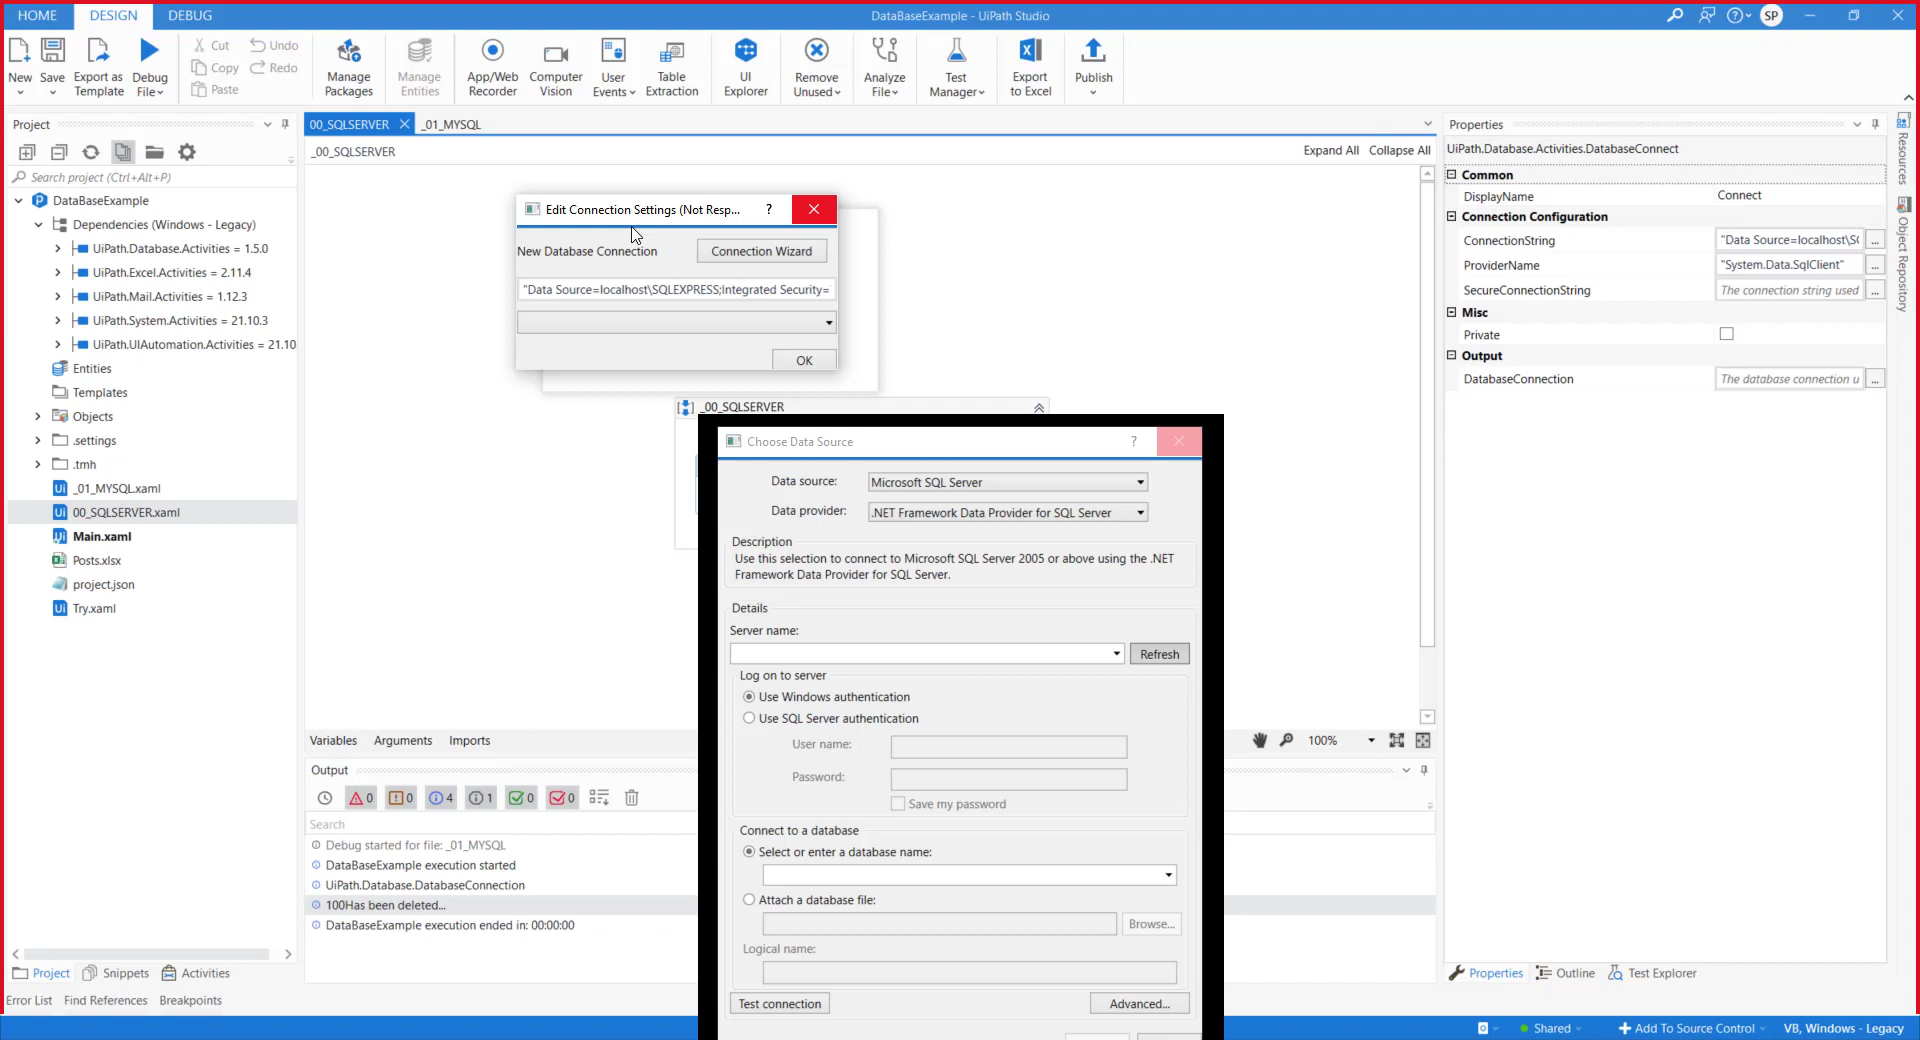 HOME DESIGN DEBUG DataBaseExample - UiPath Studio SP
New Save Export as Template Debug File Cut Copy Paste Undo Redo Manage Packages Manage Entities App/Web Recorder Computer Vision User Events Table Extraction UI Explorer Remove Unused Analyze File Test Manager Export to Excel Publish
Project
Search project (Ctrl+Alt+P)
DataBaseExample
Dependencies (Windows - Legacy)
UiPath.Database.Activities = 1.5.0
UiPath.Excel.Activities = 2.11.4
UiPath.Mail.Activities = 1.12.3
UiPath.System.Activities = 21.10.3
UiPath.UIAutomation.Activities = 21.10
Entities
Templates
Objects
.settings
.tmh
_01_MYSQL.xaml
00_SQLSERVER.xaml
Main.xaml
Posts.xlsx
project.json
Try.xaml
Project Snippets Activities
Error List Find References Breakpoints
00_SQLSERVER _01_MYSQL
_00_SQLSERVER Expand All Collapse All
Edit Connection Settings (Not Resp... ?
New Database Connection Connection Wizard
"Data Source=localhost\SQLEXPRESS;Integrated Security=
OK
_00_SQLSERVER
Choose Data Source ?
Data source: Microsoft SQL Server
Data provider: .NET Framework Data Provider for SQL Server
Description
Use this selection to connect to Microsoft SQL Server 2005 or above using the .NET
Framework Data Provider for SQL Server.
Details
Server name:
Refresh
Log on to server
Use Windows authentication
Use SQL Server authentication
User name:
Password:
Save my password
Connect to a database
Select or enter a database name:
Attach a database file:
Browse...
Logical name:
Test connection Advanced...
Variables Arguments Imports 100%
Output
0 0 4 1 0 0
Search
Debug started for file: _01_MYSQL
DataBaseExample execution started
UiPath.Database.DatabaseConnection
100Has been deleted...
DataBaseExample execution ended in: 00:00:00
Properties
UiPath.Database.Activities.DatabaseConnect
Common
DisplayName Connect
Connection Configuration
ConnectionString "Data Source=localhost\S ...
ProviderName "System.Data.SqlClient" ...
SecureConnectionString The connection string used ...
Misc
Private
Output
DatabaseConnection The database connection u ...
Properties Outline Test Explorer
Resources
Object Repository
Shared Add To Source Control VB, Windows - Legacy